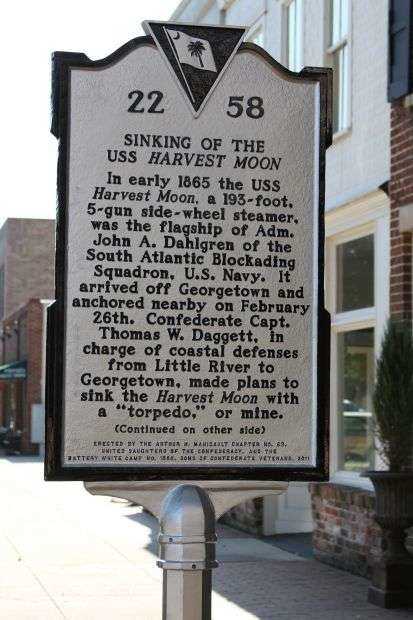 22 58
SINKING OF THE
USS HARVEST MOON
In early 1865 the USS
Harvest Moon, a 193-foot,
5-gun side-wheel steamer,
was the flagship of Adm.
John A. Dahlgren of the
South Atlantic Blockading
Squadron, U.S. Navy. It
arrived off Georgetown and
anchored nearby on February
26th. Confederate Capt.
Thomas W. Daggett, in
charge of coastal defenses
from Little River to
Georgetown, made plans to
sink the Harvest Moon with
a "torpedo," or mine.
(Continued on other side)
ERECTED BY THE ARTHUR M. MANIGAULT CHAPTER NO. 63,
UNITED DAUGHTERS OF THE CONFEDERACY, AND THE
BATTERY WHITE CAMP NO. 1568, SONS OF CONFEDERATE VETERANS, 2011